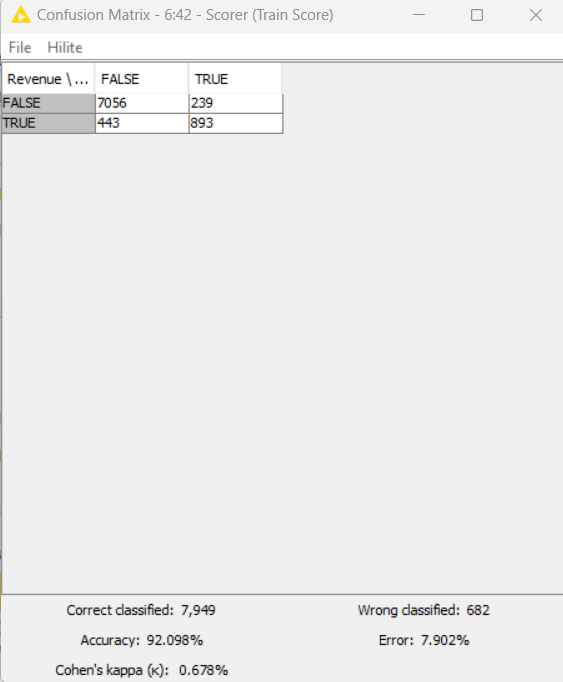 Confusion Matrix - 6:42 - Scorer (Train Score)
File Hilite
Revenue \ ... FALSE TRUE
FALSE 7056 239
TRUE 443 893
Correct classified: 7,949 Wrong classified: 682
Accuracy: 92.098% Error: 7.902%
Cohen's kappa (κ): 0.678%